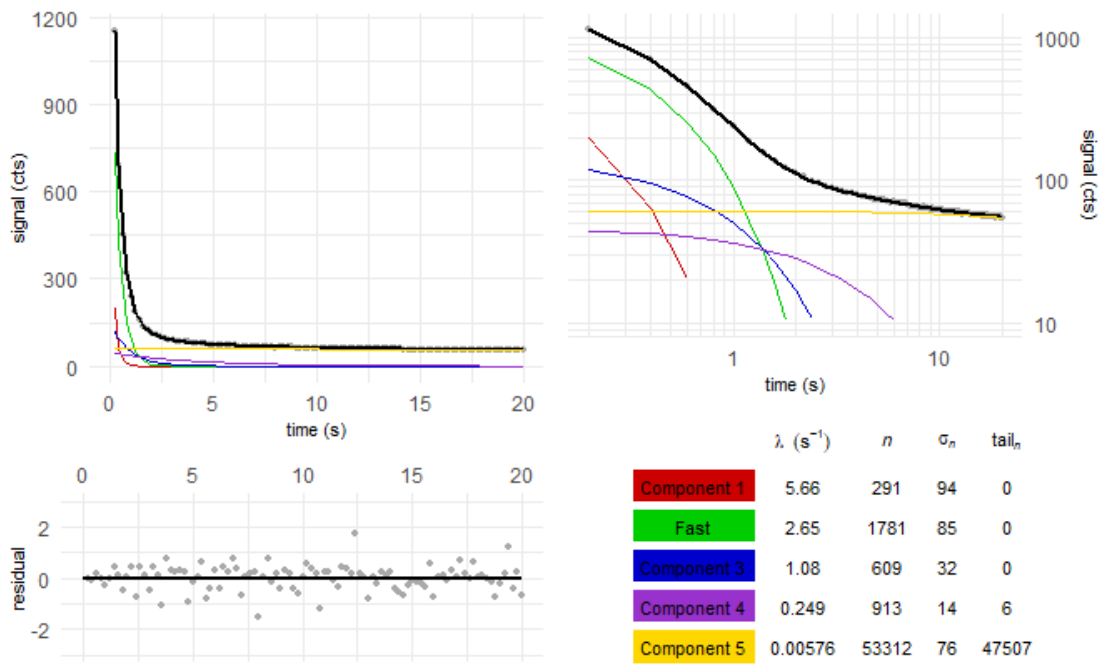 1200
900
600
300
0
signal (cts)
0 5 10 15 20
time (s)
1000
100
10
signal (cts)
1 10
time (s)
0 5 10 15 20
2
0
-2
residual
λ (s⁻¹) n σₙ tailₙ
Component 1 5.66 291 94 0
Fast 2.65 1781 85 0
Component 3 1.08 609 32 0
Component 4 0.249 913 14 6
Component 5 0.00576 53312 76 47507